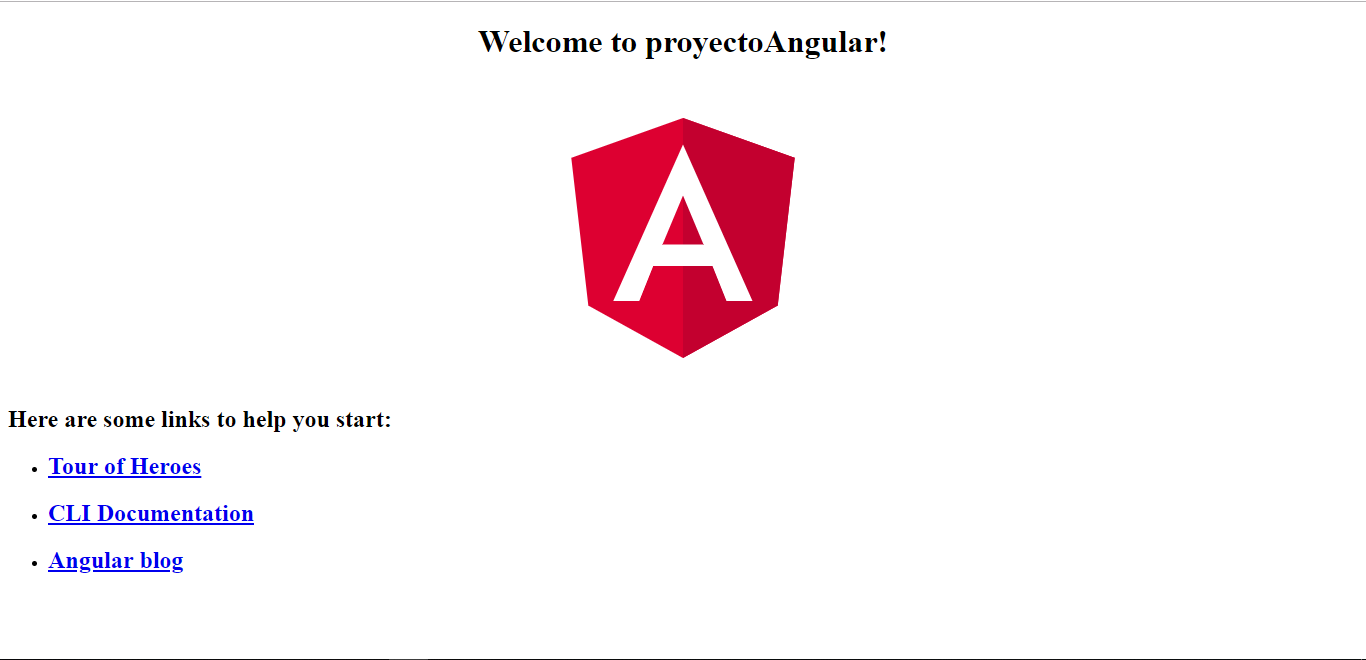 Welcome to proyectoAngular!
A
Here are some links to help you start:
Tour of Heroes
CLI Documentation
Angular blog